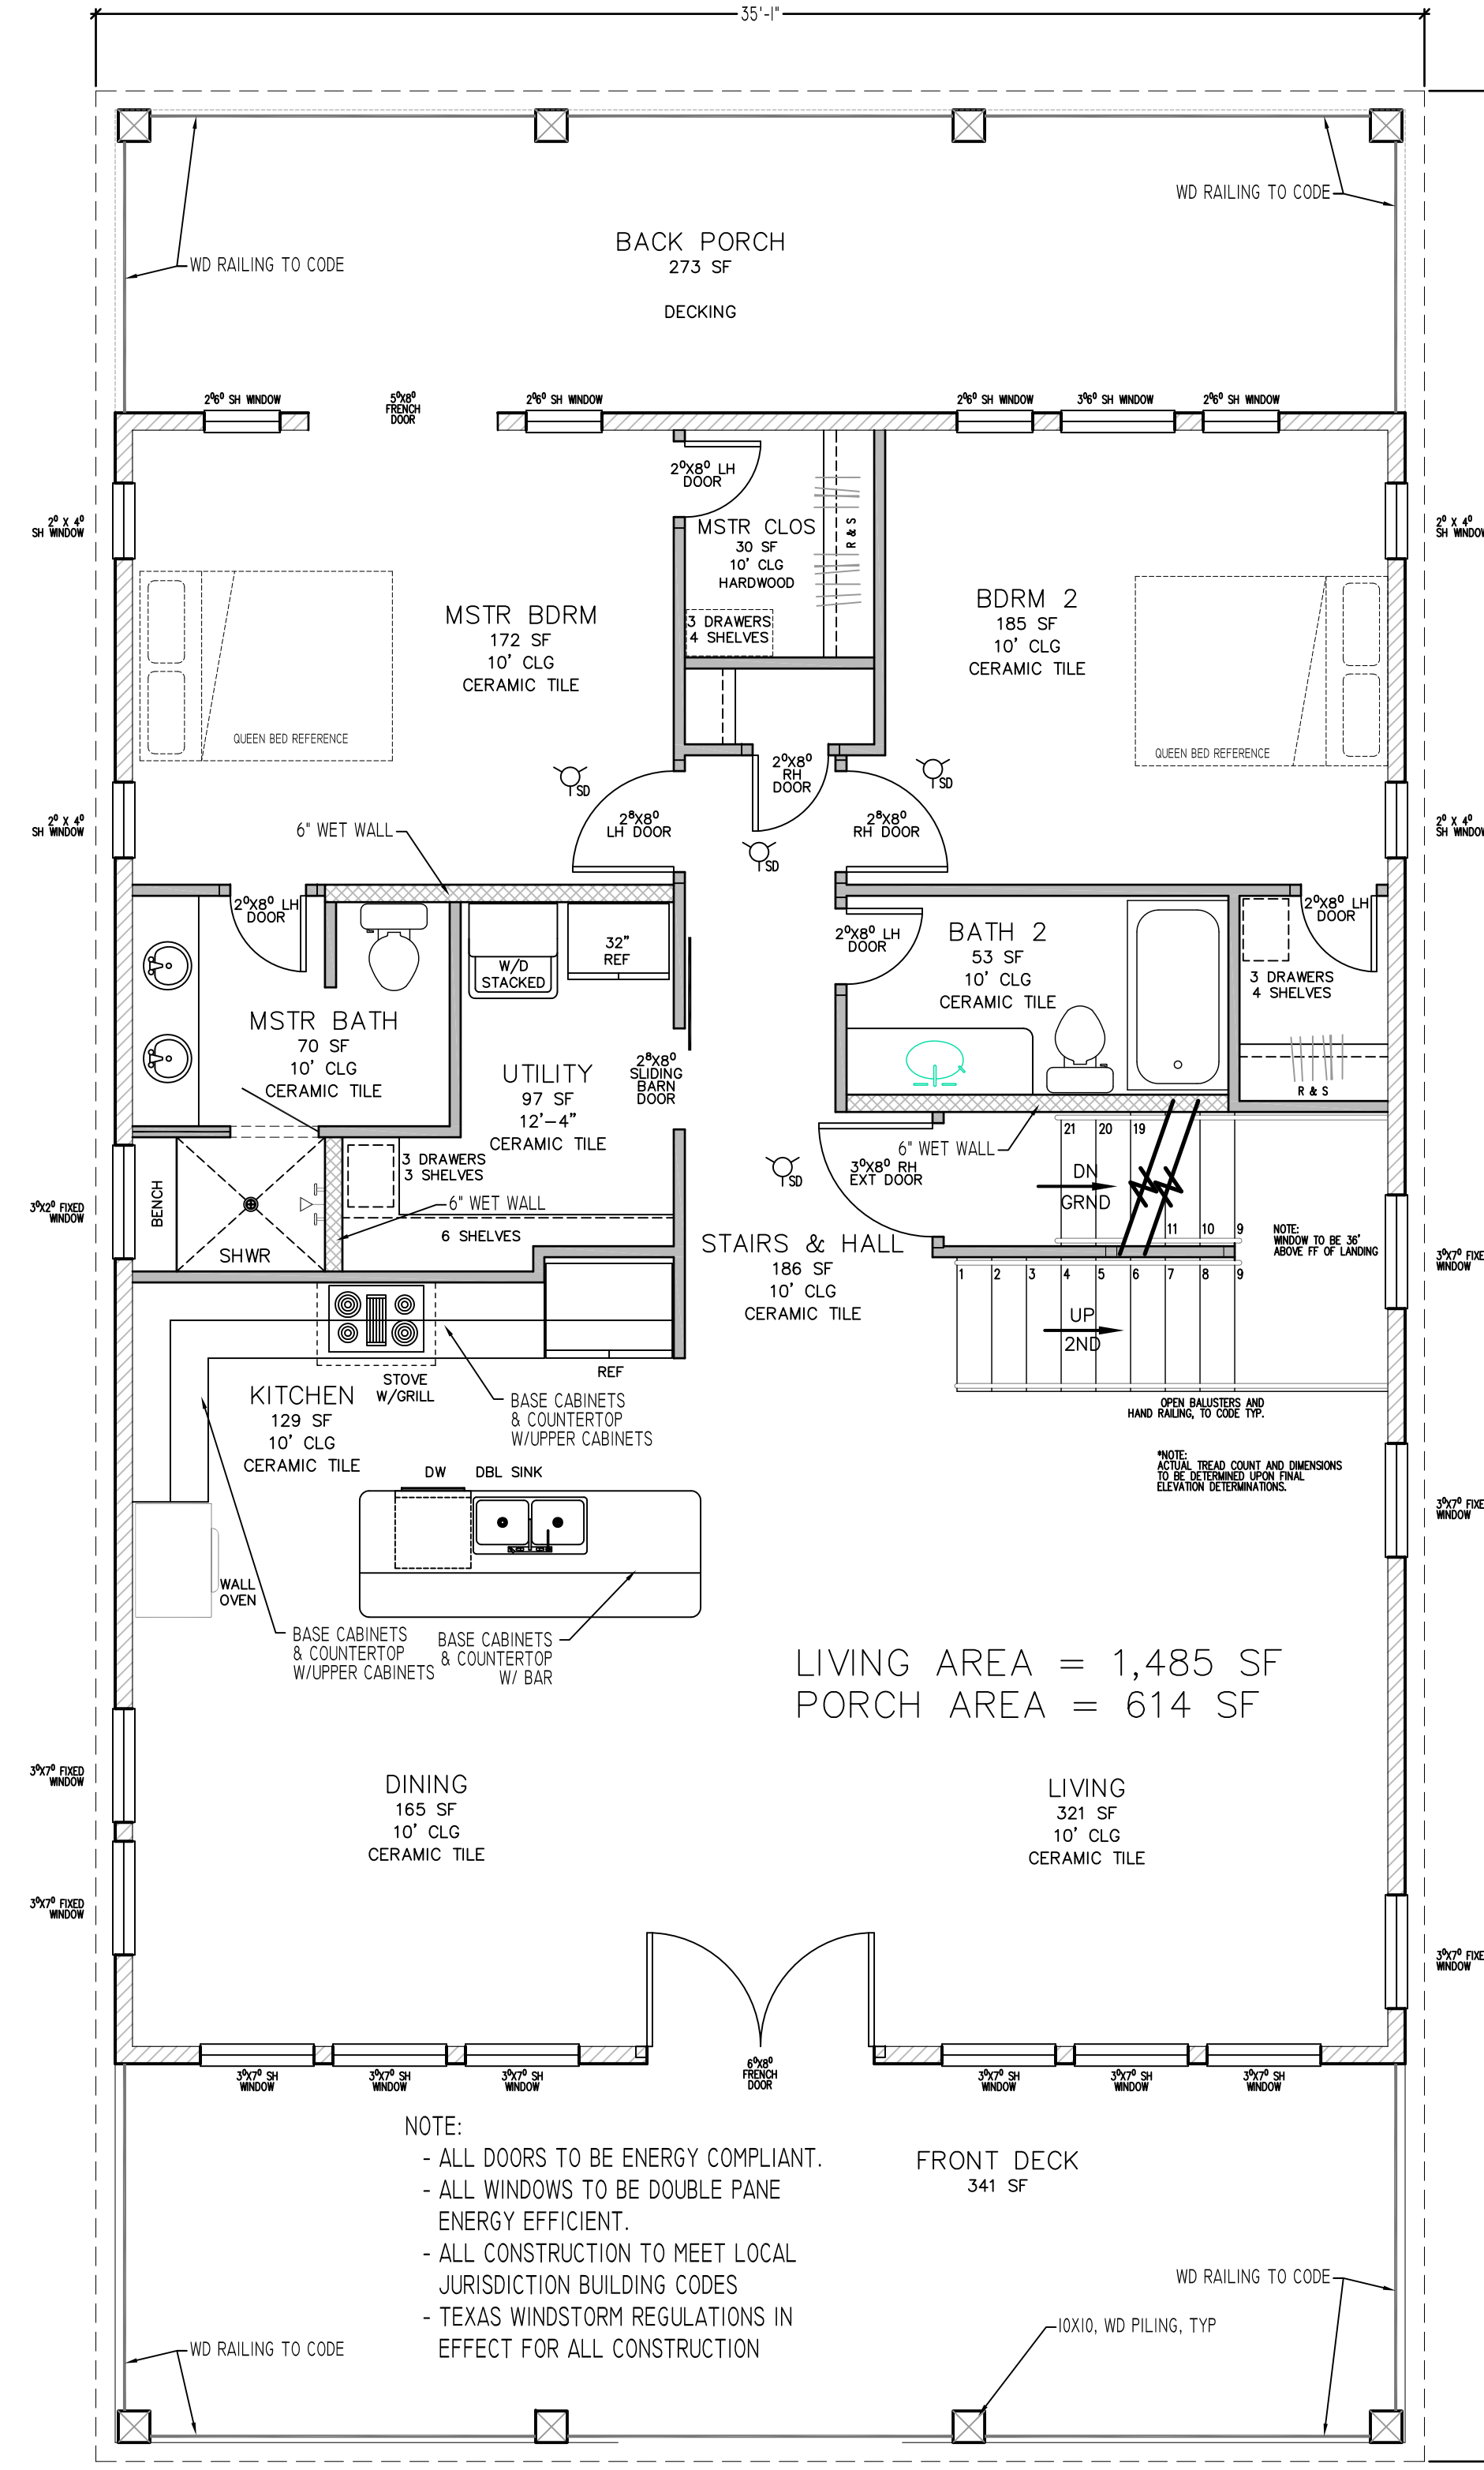 35'-1"
WD RAILING TO CODE
BACK PORCH
273 SF
WD RAILING TO CODE
DECKING
2⁰6⁰ SH WINDOW
5⁰X8⁰
FRENCH
DOOR
2⁰6⁰ SH WINDOW
2⁰6⁰ SH WINDOW
3⁰6⁰ SH WINDOW
2⁰6⁰ SH WINDOW
2⁰X8⁰ LH
DOOR
2⁰ X 4⁰
SH WINDOW
MSTR CLOS
30 SF
10' CLG
HARDWOOD
R & S
2⁰ X 4⁰
SH WINDOW
MSTR BDRM
172 SF
10' CLG
CERAMIC TILE
3 DRAWERS
4 SHELVES
BDRM 2
185 SF
10' CLG
CERAMIC TILE
QUEEN BED REFERENCE
QUEEN BED REFERENCE
2⁰X8⁰
RH
DOOR
SD
SD
2⁰ X 4⁰
SH WINDOW
6" WET WALL
2⁸X8⁰
LH DOOR
2⁸X8⁰
RH DOOR
2⁰ X 4⁰
SH WINDOW
SD
2⁰X8⁰ LH
DOOR
2⁰X8⁰ LH
DOOR
32"
REF
W/D
STACKED
2⁰X8⁰ LH
DOOR
BATH 2
53 SF
10' CLG
CERAMIC TILE
3 DRAWERS
4 SHELVES
MSTR BATH
70 SF
10' CLG
CERAMIC TILE
UTILITY
97 SF
12'-4"
CERAMIC TILE
2⁸X8⁰
SLIDING
BARN
DOOR
R & S
21 20 19
6" WET WALL
3 DRAWERS
3 SHELVES
SD
3⁰X8⁰ RH
EXT DOOR
DN
GRND
3⁰X2⁰ FIXED
WINDOW
BENCH
6" WET WALL
11 10 9
NOTE:
WINDOW TO BE 36'
ABOVE FF OF LANDING
6 SHELVES
SHWR
STAIRS & HALL
186 SF
10' CLG
CERAMIC TILE
3⁰X7⁰ FIXE
WINDOW
1 2 3 4 5 6 7 8 9
UP
2ND
REF
STOVE
W/GRILL
KITCHEN
129 SF
10' CLG
CERAMIC TILE
BASE CABINETS
& COUNTERTOP
W/UPPER CABINETS
OPEN BALUSTERS AND
HAND RAILING, TO CODE TYP.
*NOTE:
ACTUAL TREAD COUNT AND DIMENSIONS
TO BE DETERMINED UPON FINAL
ELEVATION DETERMINATIONS.
DW
DBL SINK
3⁰X7⁰ FIXE
WINDOW
WALL
OVEN
BASE CABINETS
& COUNTERTOP
W/UPPER CABINETS
BASE CABINETS
& COUNTERTOP
W/ BAR
LIVING AREA = 1,485 SF
PORCH AREA = 614 SF
3⁰X7⁰ FIXED
WINDOW
DINING
165 SF
10' CLG
CERAMIC TILE
LIVING
321 SF
10' CLG
CERAMIC TILE
3⁰X7⁰ FIXED
WINDOW
3⁰X7⁰ FIXE
WINDOW
3⁰X7⁰ SH
WINDOW
3⁰X7⁰ SH
WINDOW
3⁰X7⁰ SH
WINDOW
6⁰X8⁰
FRENCH
DOOR
3⁰X7⁰ SH
WINDOW
3⁰X7⁰ SH
WINDOW
3⁰X7⁰ SH
WINDOW
NOTE:
- ALL DOORS TO BE ENERGY COMPLIANT.
- ALL WINDOWS TO BE DOUBLE PANE
ENERGY EFFICIENT.
- ALL CONSTRUCTION TO MEET LOCAL
JURISDICTION BUILDING CODES
- TEXAS WINDSTORM REGULATIONS IN
EFFECT FOR ALL CONSTRUCTION
FRONT DECK
341 SF
WD RAILING TO CODE
10X10, WD PILING, TYP
WD RAILING TO CODE